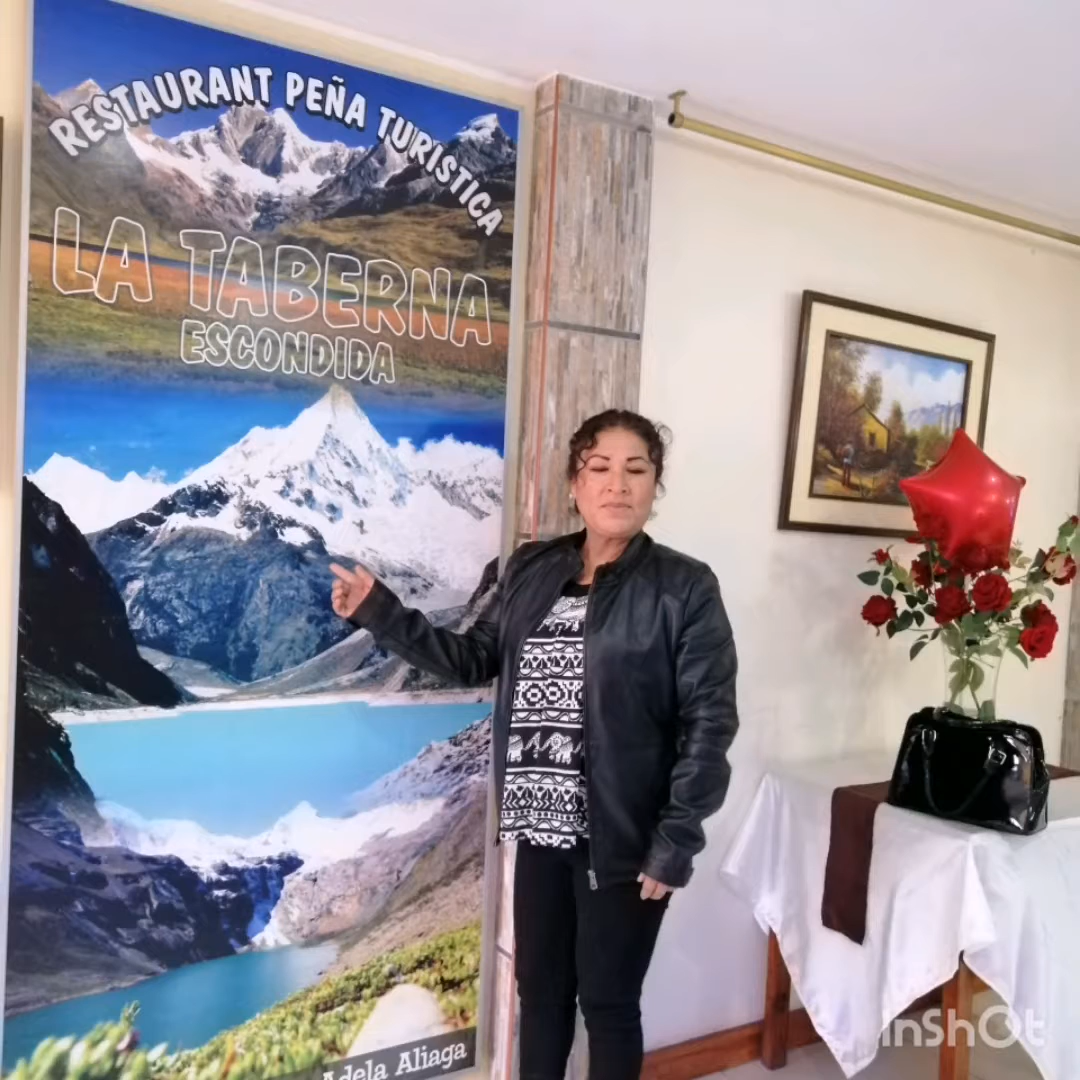 RESTAURANT PEÑA TURISTICA
LA TABERNA
ESCONDIDA
Adela Aliaga
InShOt